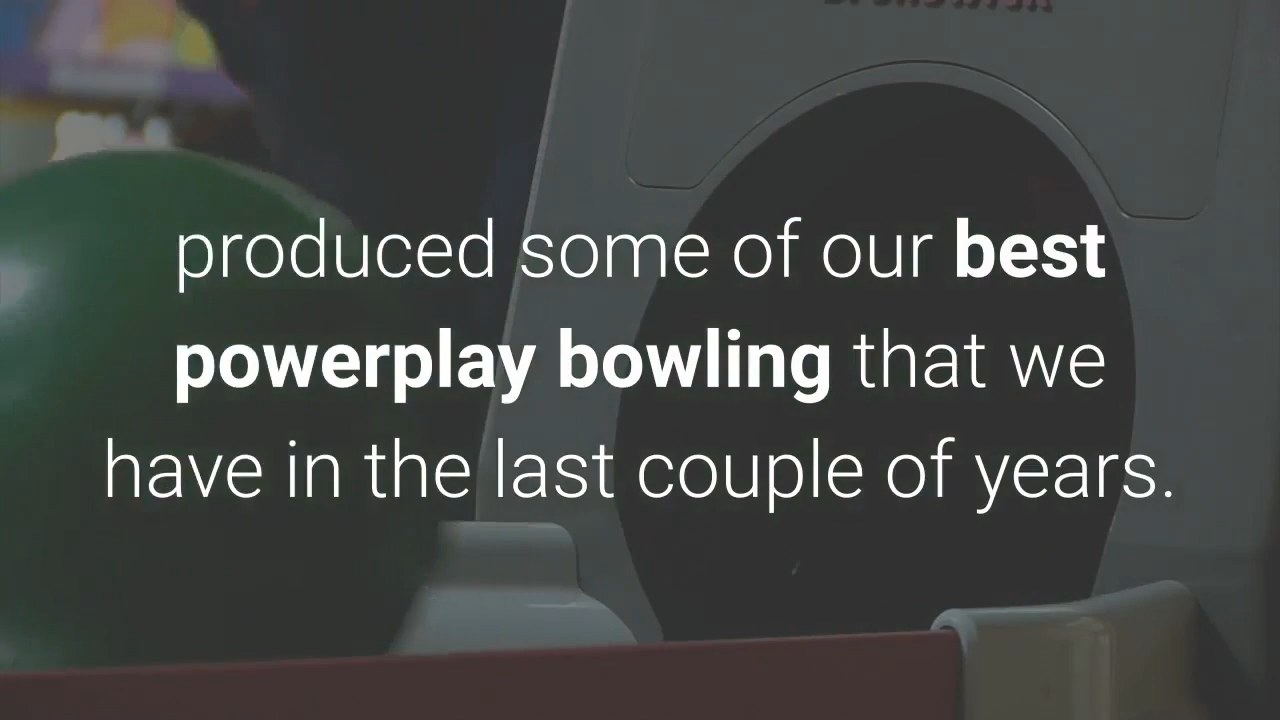 produced some of our best
powerplay bowling that we
have in the last couple of years.